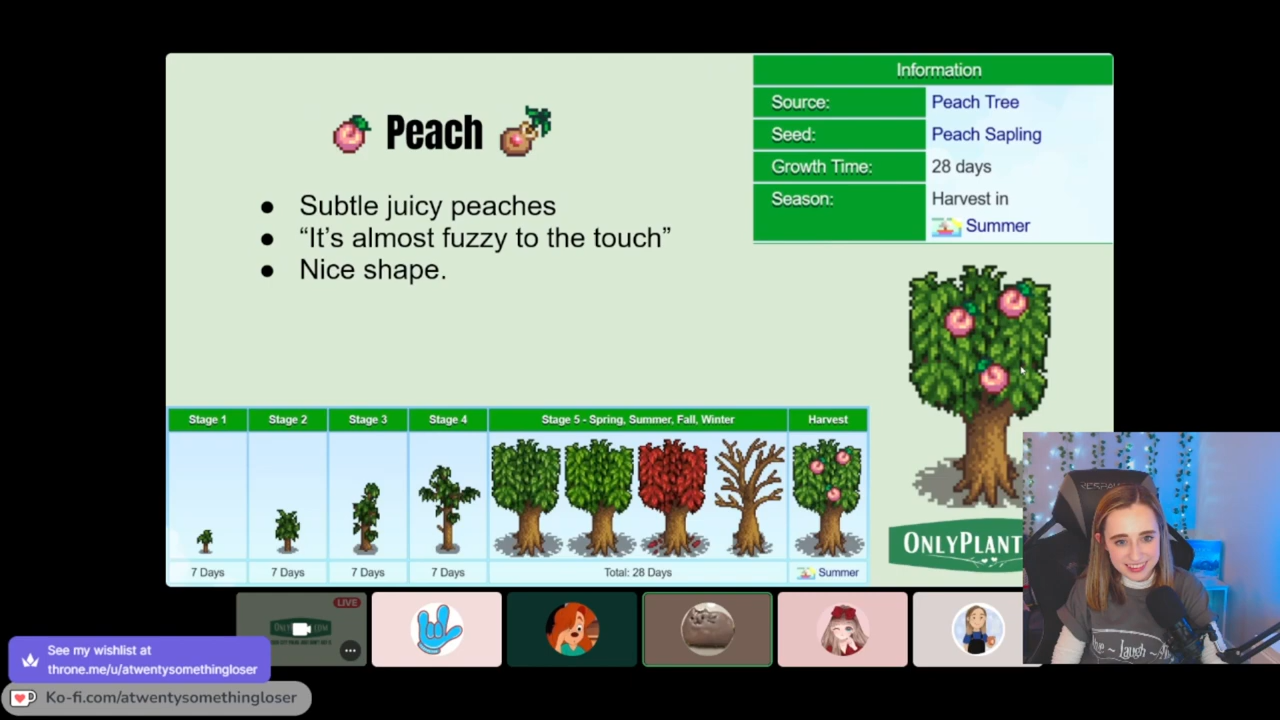 Peach
Subtle juicy peaches
“It’s almost fuzzy to the touch”
Nice shape.
Information
Source: Peach Tree
Seed: Peach Sapling
Growth Time: 28 days
Season: Harvest in
Summer
Stage 1 Stage 2 Stage 3 Stage 4 Stage 5 - Spring, Summer, Fall, Winter Harvest
7 Days 7 Days 7 Days 7 Days Total: 28 Days Summer
ONLYPLANT
LIVE
See my wishlist at
throne.me/u/atwentysomethingloser
Ko-fi.com/atwentysomethingloser
laugh